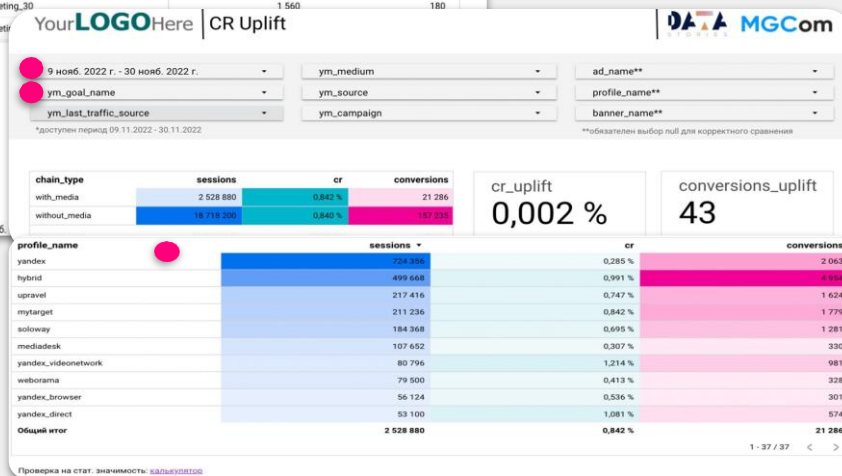 eting_30 1 560 180
YourLOGOHere CR Uplift DATA STORIES MGCom
9 нояб. 2022 г. - 30 нояб. 2022 г. ym_medium ad_name**
ym_goal_name ym_source profile_name**
ym_last_traffic_source ym_campaign banner_name**
*доступен период 09.11.2022 - 30.11.2022 **обязателен выбор null для корректного сравнения
chain_type sessions cr conversions
with_media 2 528 880 0,842 % 21 286
without_media 18 718 200 0,840 % 157 235
cr_uplift conversions_uplift
0,002 % 43
profile_name sessions cr conversions
yandex 724 356 0,285 % 2 063
hybrid 499 668 0,991 % 4 954
upravel 217 416 0,747 % 1 624
mytarget 211 236 0,842 % 1 779
soloway 184 368 0,695 % 1 281
mediadesk 107 652 0,307 % 330
yandex_videonetwork 80 796 1,214 % 981
weborama 79 500 0,413 % 328
yandex_browser 56 124 0,536 % 301
yandex_direct 53 100 1,081 % 574
Общий итог 2 528 880 0,842 % 21 286
1 - 37 / 37 < >
Проверка на стат. значимость: калькулятор